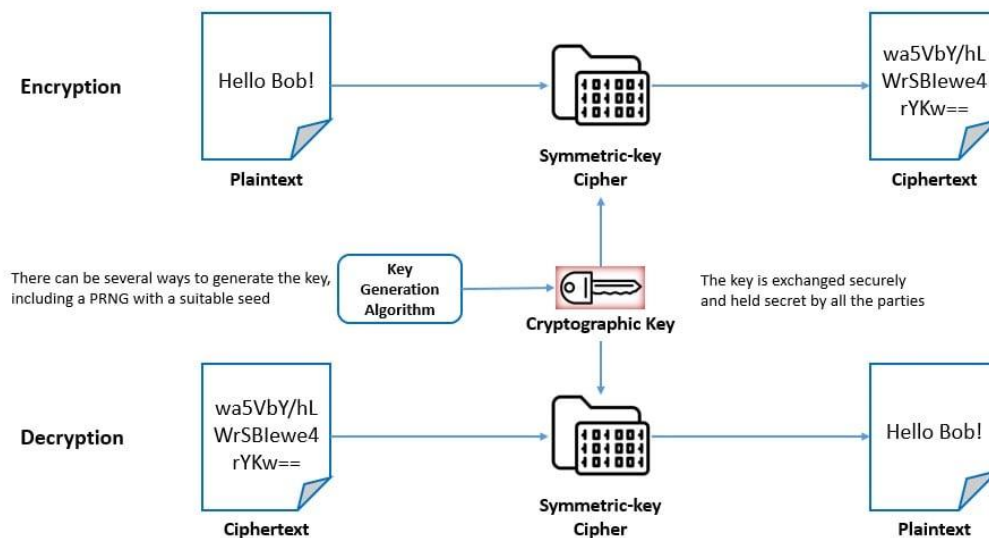 Encryption
Hello Bob!
Plaintext
Symmetric-key
Cipher
wa5VbY/hL
WrSBIewe4
rYKw==
Ciphertext
There can be several ways to generate the key,
including a PRNG with a suitable seed
Key
Generation
Algorithm
Cryptographic Key
The key is exchanged securely
and held secret by all the parties
Decryption
wa5VbY/hL
WrSBIewe4
rYKw==
Ciphertext
Symmetric-key
Cipher
Hello Bob!
Plaintext